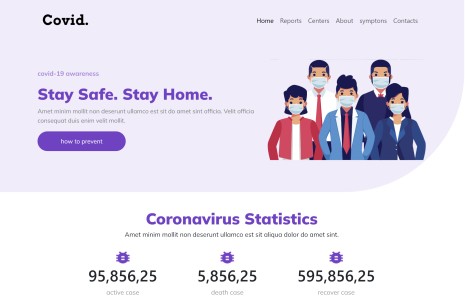 Covid.
Home Reports Centers About symptons Contacts
covid-19 awareness
Stay Safe. Stay Home.
Amet minim mollit non deserunt ullamco est sit do amet sint officia. Velit officia
consequat duis enim velit mollit.
how to prevent
Coronavirus Statistics
Amet minim mollit non deserunt ullamco est sit aliqua dolor do amet sint.
95,856,25 5,856,25 595,856,25
active case death case recover case